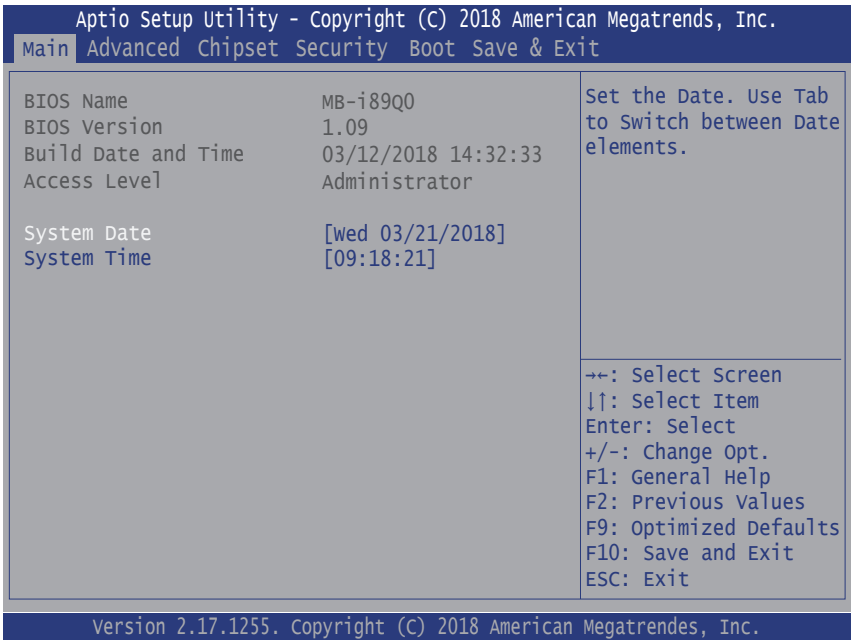 Aptio Setup Utility - Copyright (C) 2018 American Megatrends, Inc.
Main Advanced Chipset Security Boot Save & Exit
BIOS Name MB-i89Q0
BIOS Version 1.09
Build Date and Time 03/12/2018 14:32:33
Access Level Administrator
System Date [Wed 03/21/2018]
System Time [09:18:21]
Set the Date. Use Tab
to Switch between Date
elements.
→←: Select Screen
↓↑: Select Item
Enter: Select
+/-: Change Opt.
F1: General Help
F2: Previous Values
F9: Optimized Defaults
F10: Save and Exit
ESC: Exit
Version 2.17.1255. Copyright (C) 2018 American Megatrendes, Inc.